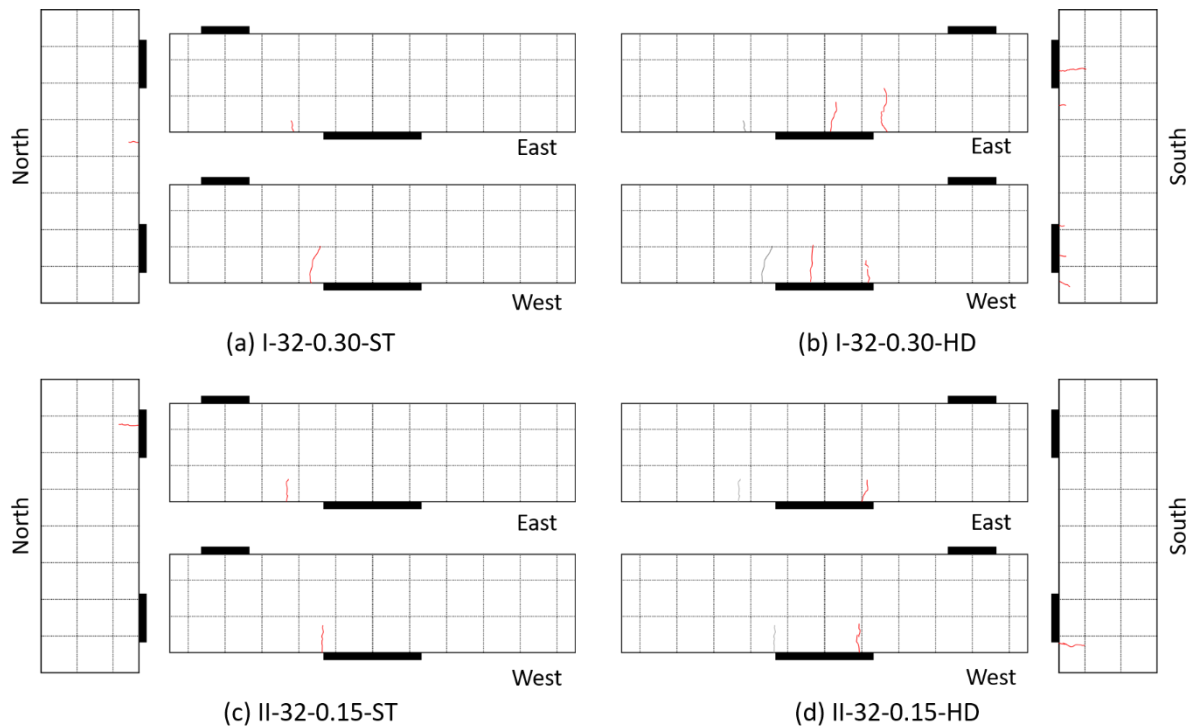 North
East
West
(a) I-32-0.30-ST
East
West
South
(b) I-32-0.30-HD
North
East
West
(c) II-32-0.15-ST
East
West
South
(d) II-32-0.15-HD